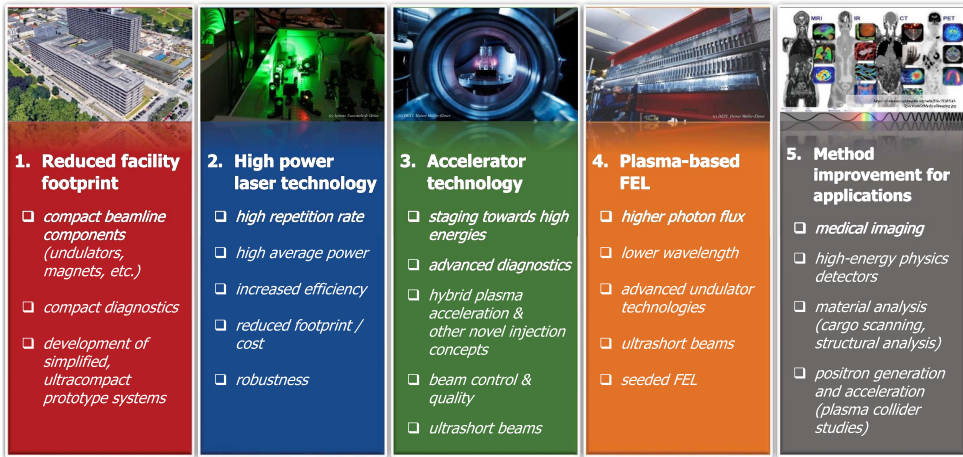 MRI IR CT PET
1. Reduced facility
footprint
❑ compact beamline
components
(undulators,
magnets, etc.)
❑ compact diagnostics
❑ development of
simplified,
ultracompact
prototype systems
2. High power
laser technology
❑ high repetition rate
❑ high average power
❑ increased efficiency
❑ reduced footprint /
cost
❑ robustness
3. Accelerator
technology
❑ staging towards high
energies
❑ advanced diagnostics
❑ hybrid plasma
acceleration &
other novel injection
concepts
❑ beam control &
quality
❑ ultrashort beams
4. Plasma-based
FEL
❑ higher photon flux
❑ lower wavelength
❑ advanced undulator
technologies
❑ ultrashort beams
❑ seeded FEL
5. Method
improvement for
applications
❑ medical imaging
❑ high-energy physics
detectors
❑ material analysis
(cargo scanning,
structural analysis)
❑ positron generation
and acceleration
(plasma collider
studies)